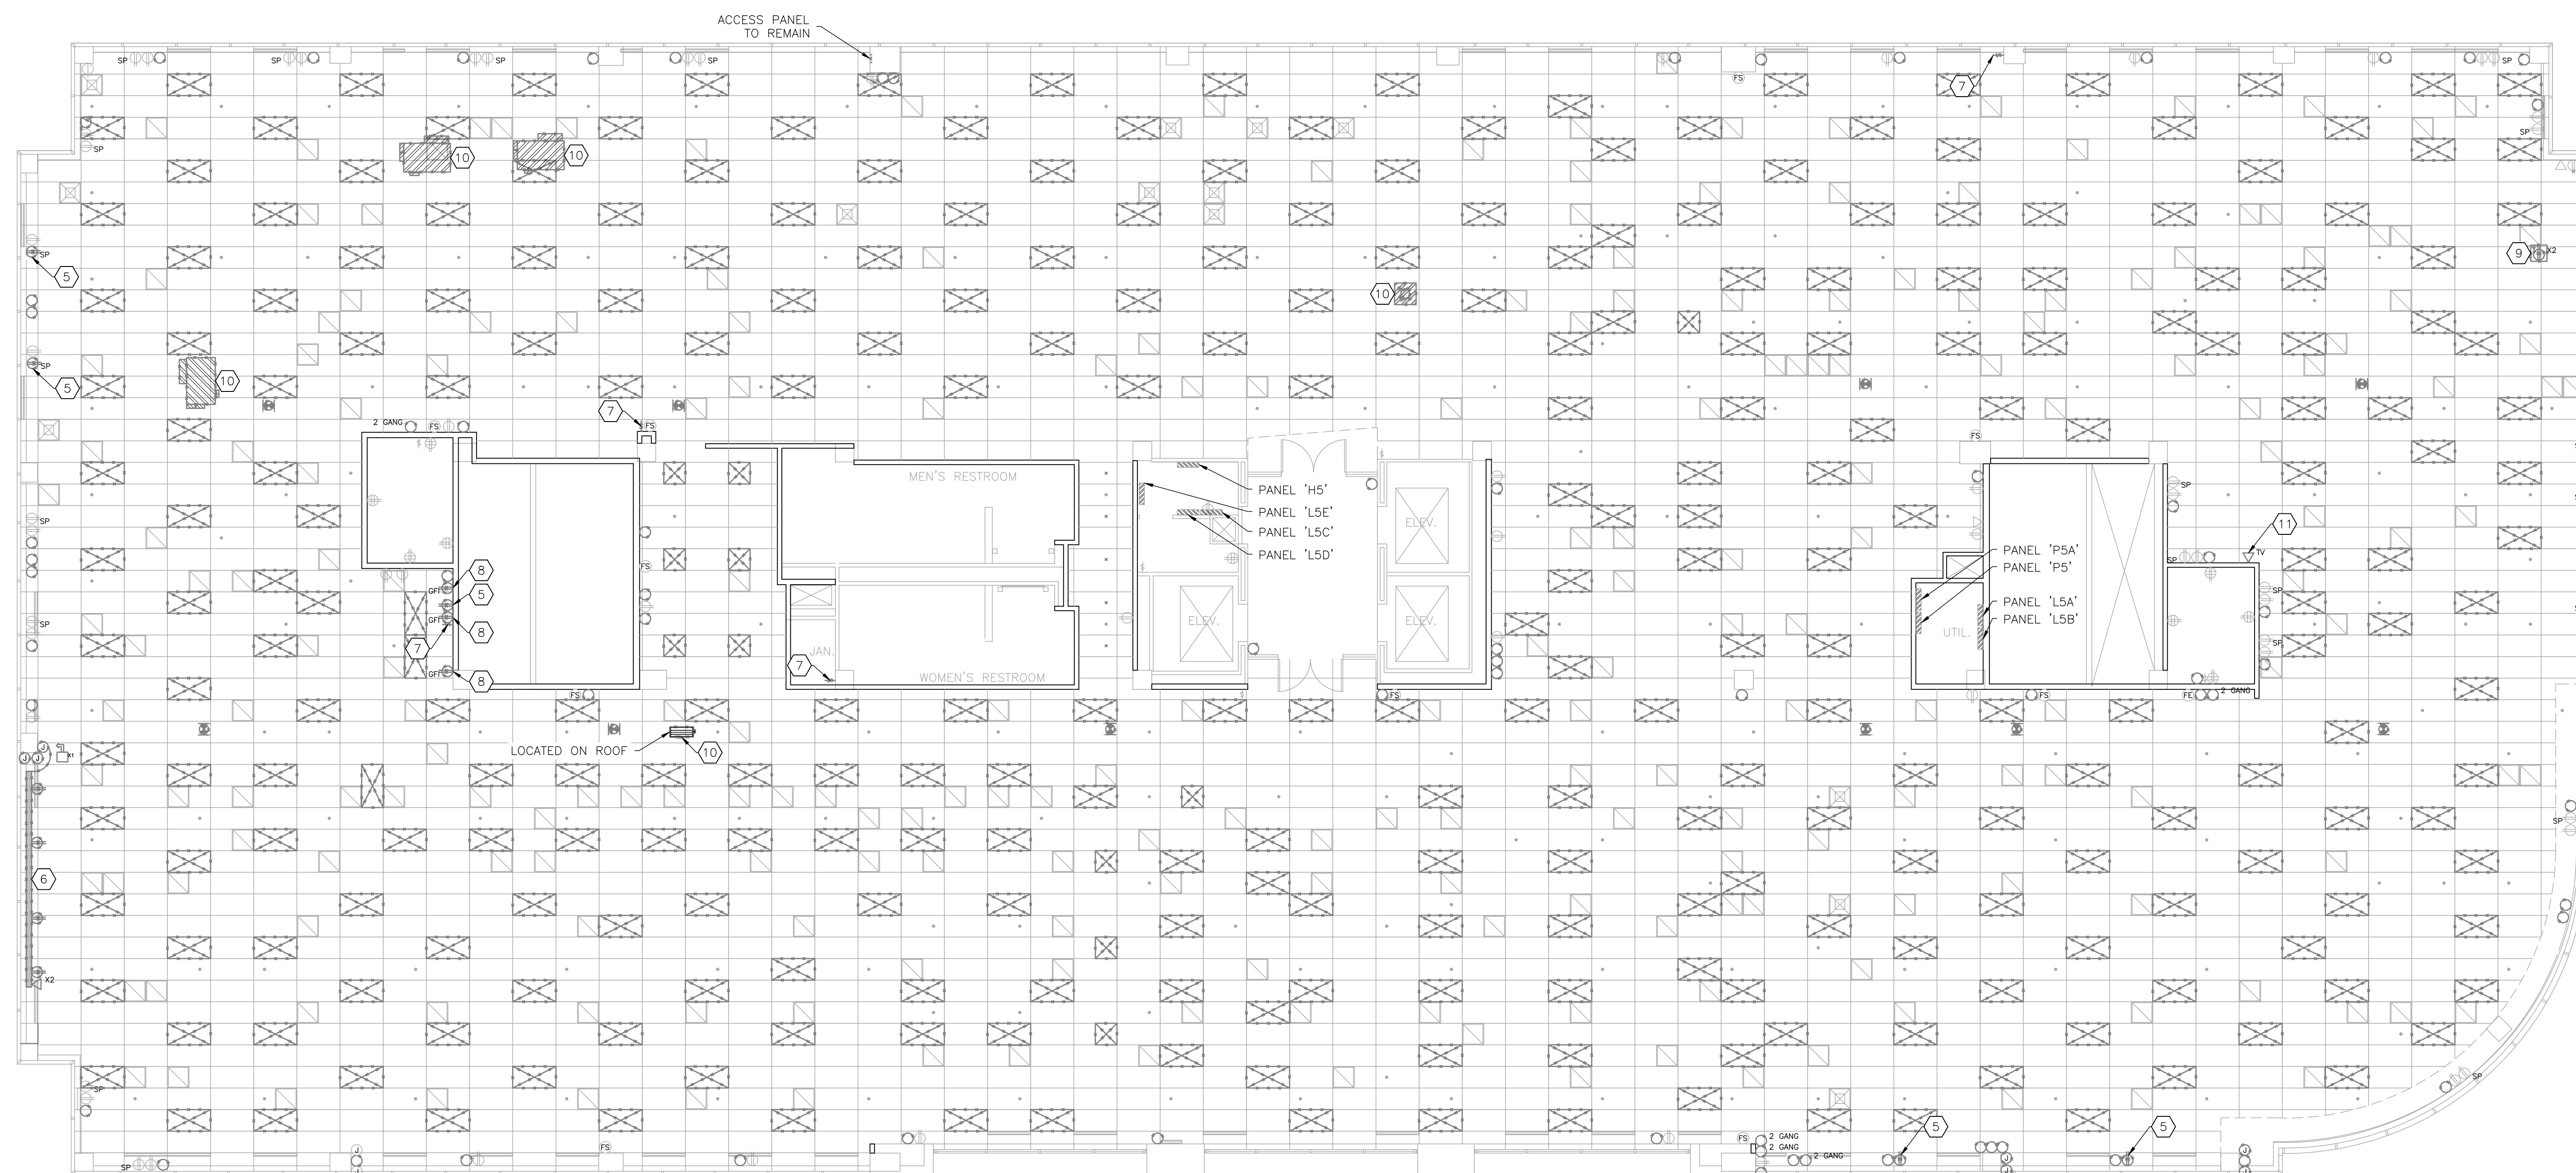 ACCESS PANEL
TO REMAIN
SP
SP
SP
SP
SP
FS
7
SP
SP
10
10
SP
5
9
X2
10
SP
5
10
7
2 GANG
FS
FS
$
FS
MEN'S RESTROOM
PANEL 'H5'
PANEL 'L5E'
PANEL 'L5C'
PANEL 'L5D'
ELEV.
SP
SP
11
TV
SP
PANEL 'P5A'
PANEL 'P5'
PANEL 'L5A'
PANEL 'L5B'
UTIL.
FS
8
GFI
5
GFI
8
7
GFI
8
SP
ELEV.
ELEV.
JAN.
7
WOMEN'S RESTROOM
SP
SP
FS
FS
FS
FE
2 GANG
$
J
J
J
X1
LOCATED ON ROOF
10
6
SP
X2
SP
SP
J
FS
FS
2 GANG
2 GANG
2 GANG
5
5
SP
J
J
J
J
J